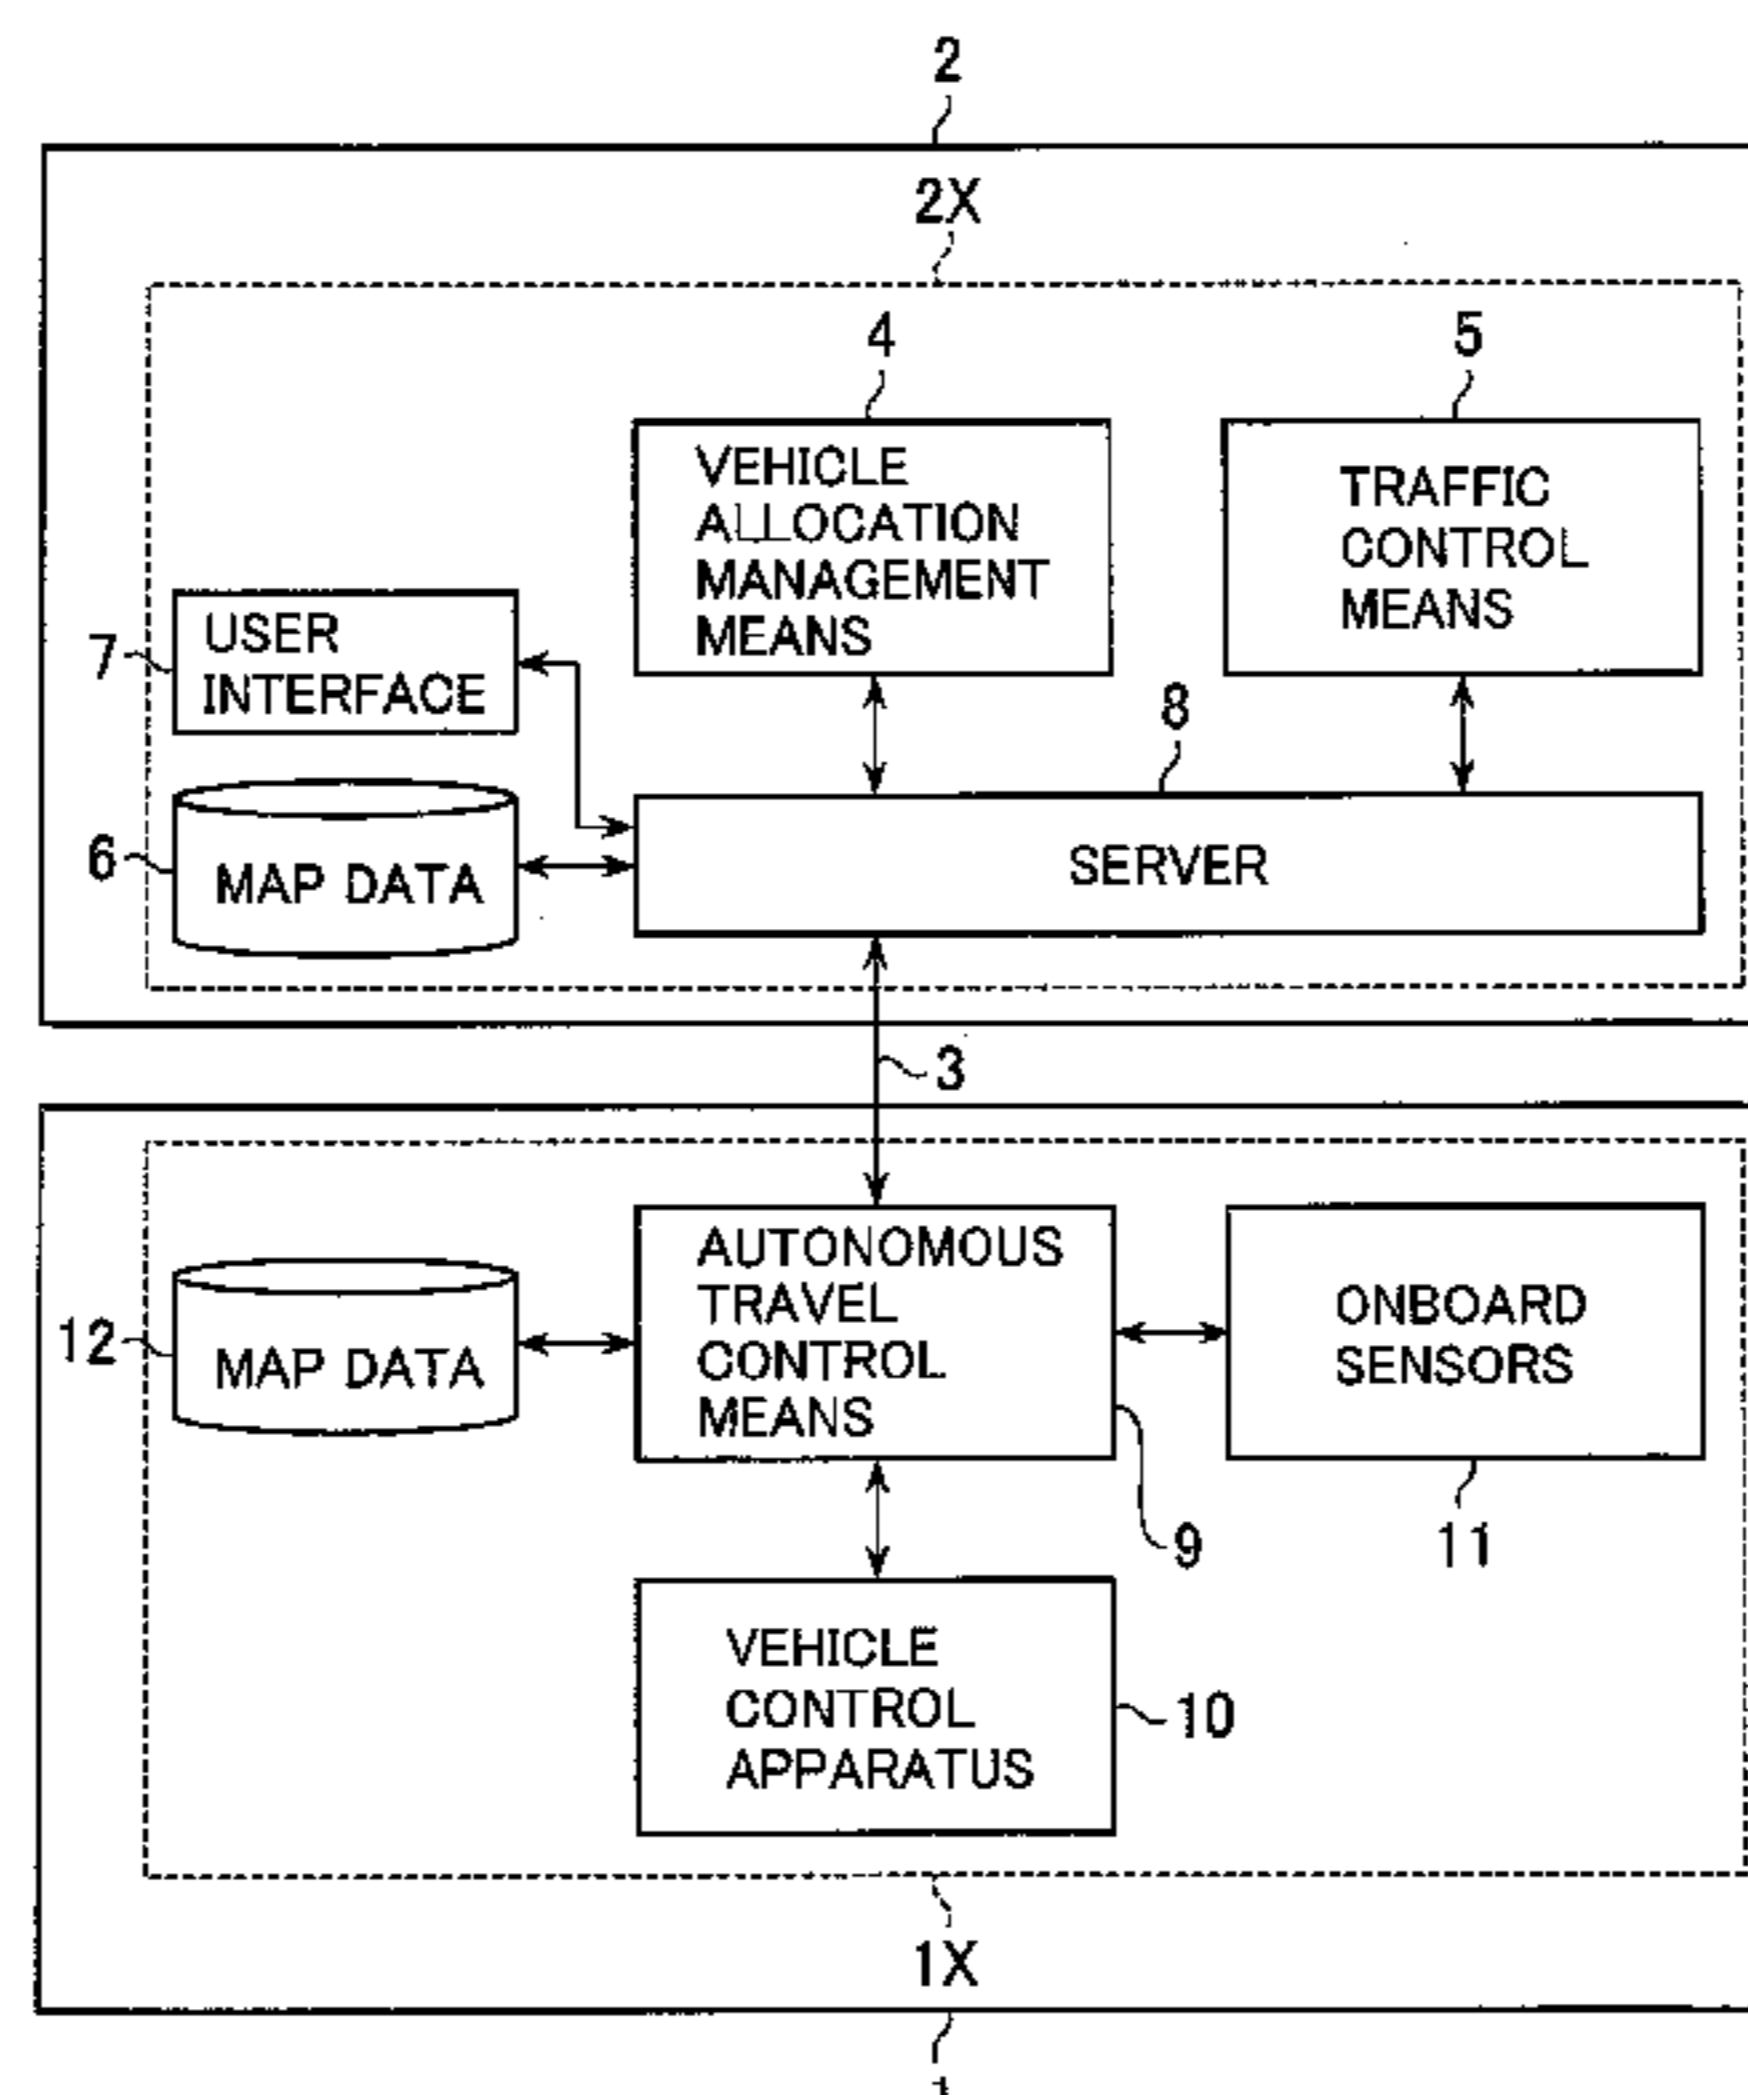 2
2X
4
5
VEHICLE
ALLOCATION
MANAGEMENT
MEANS
TRAFFIC
CONTROL
MEANS
7
USER
INTERFACE
8
6
MAP DATA
SERVER
3
12
MAP DATA
AUTONOMOUS
TRAVEL
CONTROL
MEANS
ONBOARD
SENSORS
9
11
VEHICLE
CONTROL
APPARATUS
10
1X
1